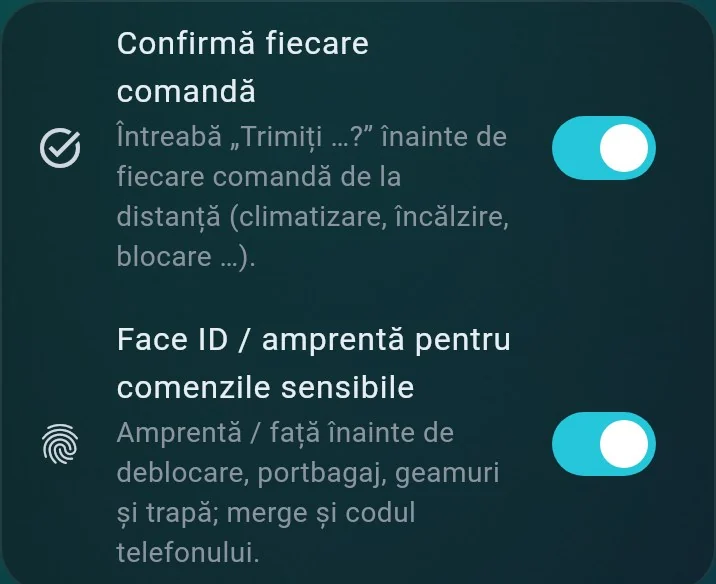 Confirmă fiecare
comandă
Întreabă „Trimiți …?” înainte de
fiecare comandă de la
distanță (climatizare, încălzire,
blocare …).
Face ID / amprentă pentru
comenzile sensibile
Amprentă / față înainte de
deblocare, portbagaj, geamuri
și trapă; merge și codul
telefonului.